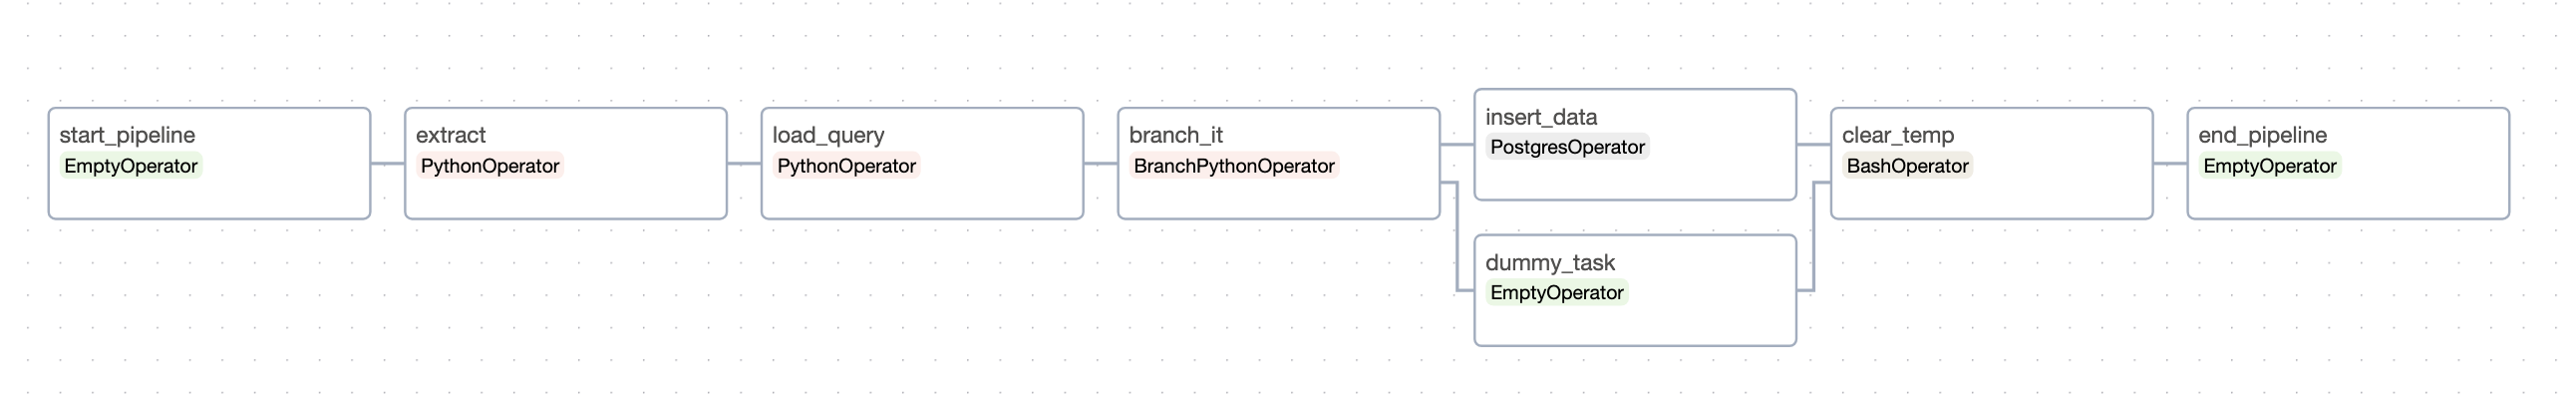 start_pipeline
EmptyOperator
extract
PythonOperator
load_query
PythonOperator
branch_it
BranchPythonOperator
insert_data
PostgresOperator
dummy_task
EmptyOperator
clear_temp
BashOperator
end_pipeline
EmptyOperator